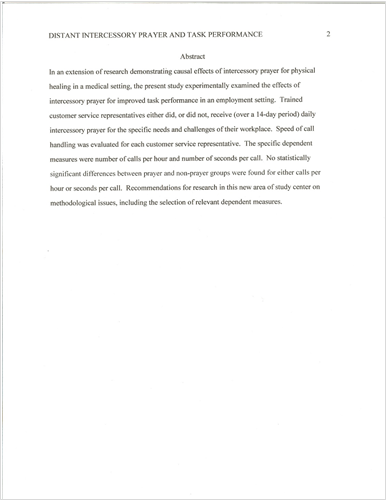 DISTANT INTERCESSORY PRAYER AND TASK PERFORMANCE 2
Abstract
In an extension of research demonstrating causal effects of intercessory prayer for physical
healing in a medical setting, the present study experimentally examined the effects of
intercessory prayer for improved task performance in an employment setting. Trained
customer service representatives either did, or did not, receive (over a 14-day period) daily
intercessory prayer for the specific needs and challenges of their workplace. Speed of call
handling was evaluated for each customer service representative. The specific dependent
measures were number of calls per hour and number of seconds per call. No statistically
significant differences between prayer and non-prayer groups were found for either calls per
hour or seconds per call. Recommendations for research in this new area of study center on
methodological issues, including the selection of relevant dependent measures.